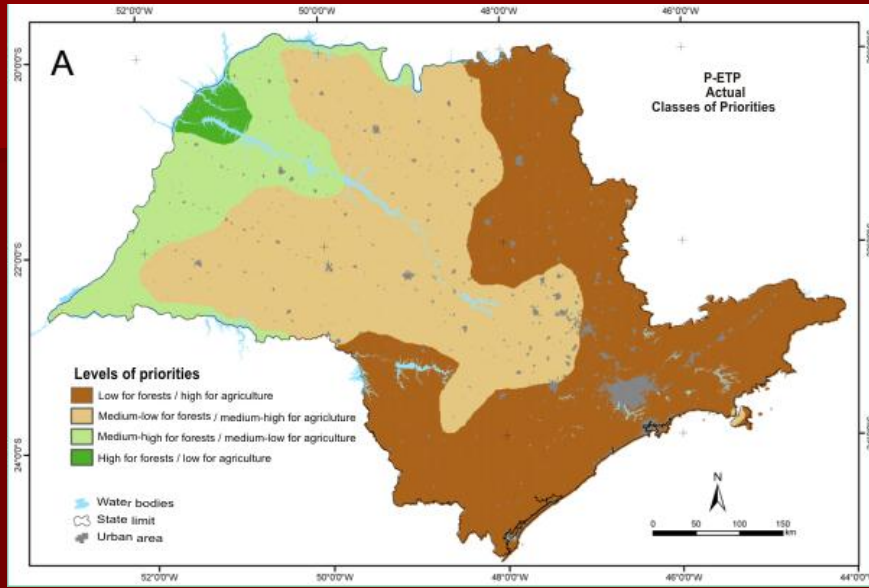 52°0'0"W 50°0'0"W 48°0'0"W 46°0'0"W 44°0'0"W
A
P-ETP
Actual
Classes of Priorities
20°0'0"S
22°0'0"S
24°0'0"S
Levels of priorities
Low for forests / high for agriculture
Medium-low for forests / medium-high for agricluture
Medium-high for forests / medium-low for agriculture
High for forests / low for agriculture
Water bodies
State limit
Urban area
N
0 50 100 150
km
52°0'0"W 50°0'0"W 48°0'0"W 46°0'0"W 44°0'0"W